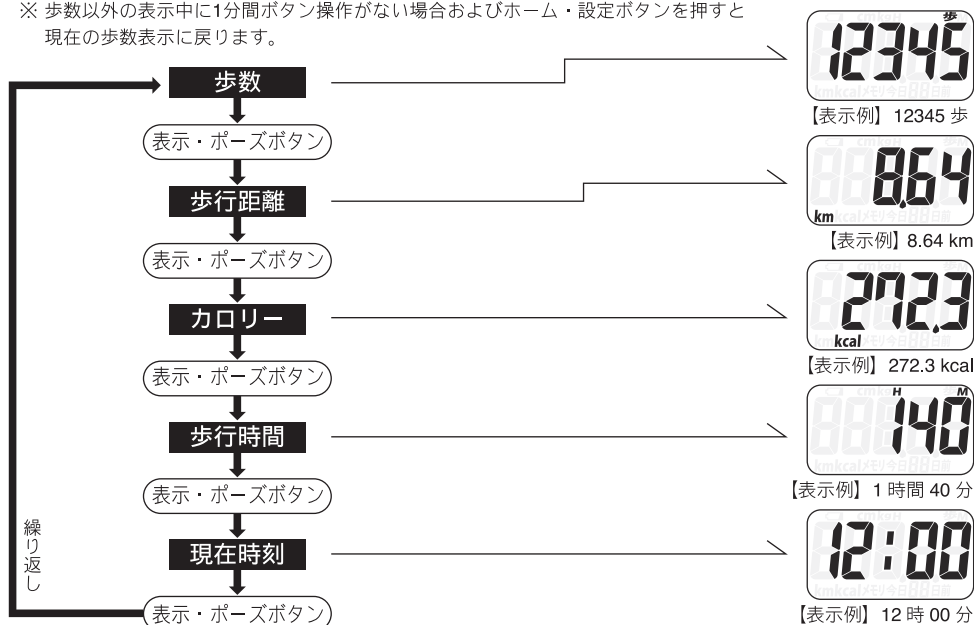 ※ 歩数以外の表示中に1分間ボタン操作がない場合およびホーム・設定ボタンを押すと
現在の歩数表示に戻ります。
歩数
表示・ポーズボタン
歩行距離
表示・ポーズボタン
カロリー
表示・ポーズボタン
歩行時間
表示・ポーズボタン
現在時刻
表示・ポーズボタン
繰り返し
歩
12345
【表示例】12345 歩
8.64
km
【表示例】8.64 km
272.3
kcal
【表示例】272.3 kcal
H M
140
【表示例】1 時間 40 分
12:00
【表示例】12 時 00 分